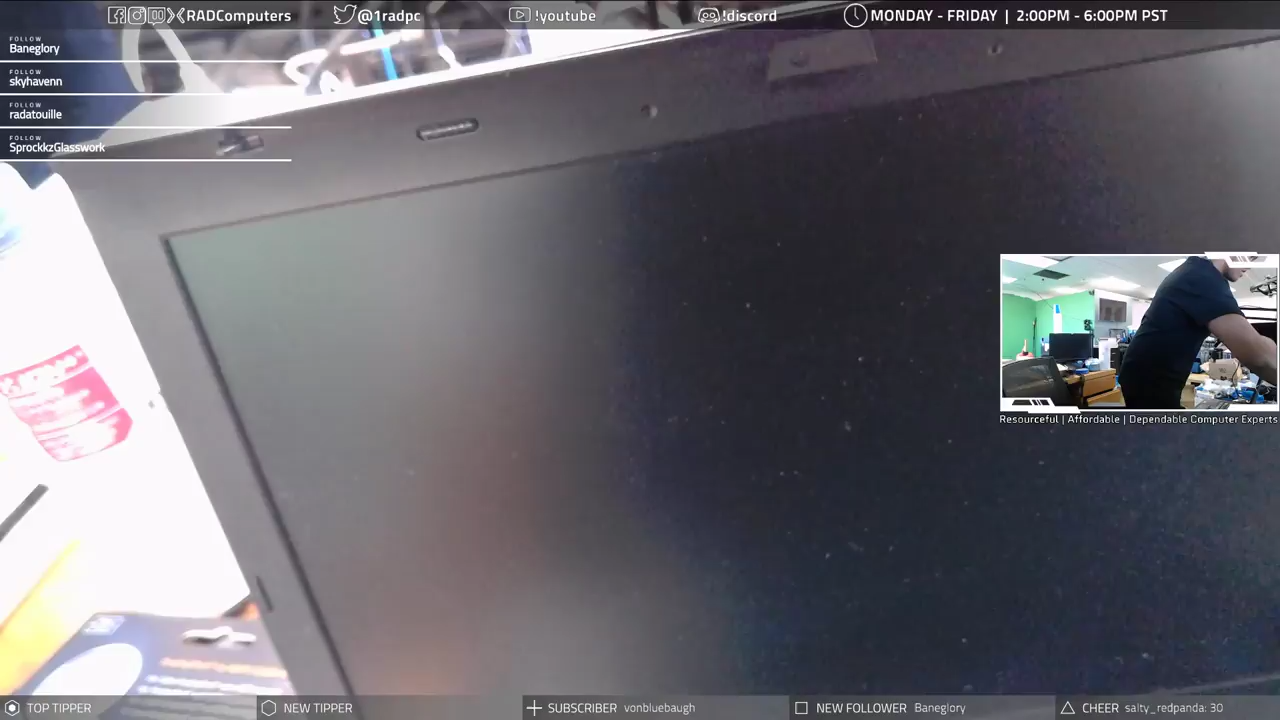 RADComputers
@1radpc
!youtube
!discord
MONDAY - FRIDAY | 2:00PM - 6:00PM PST
FOLLOW
Baneglory
FOLLOW
skyhavenn
FOLLOW
radatouille
FOLLOW
SprockkzGlasswork
Resourceful | Affordable | Dependable Computer Experts
TOP TIPPER
NEW TIPPER
SUBSCRIBER vonbluebaugh
NEW FOLLOWER Baneglory
CHEER salty_redpanda: 30